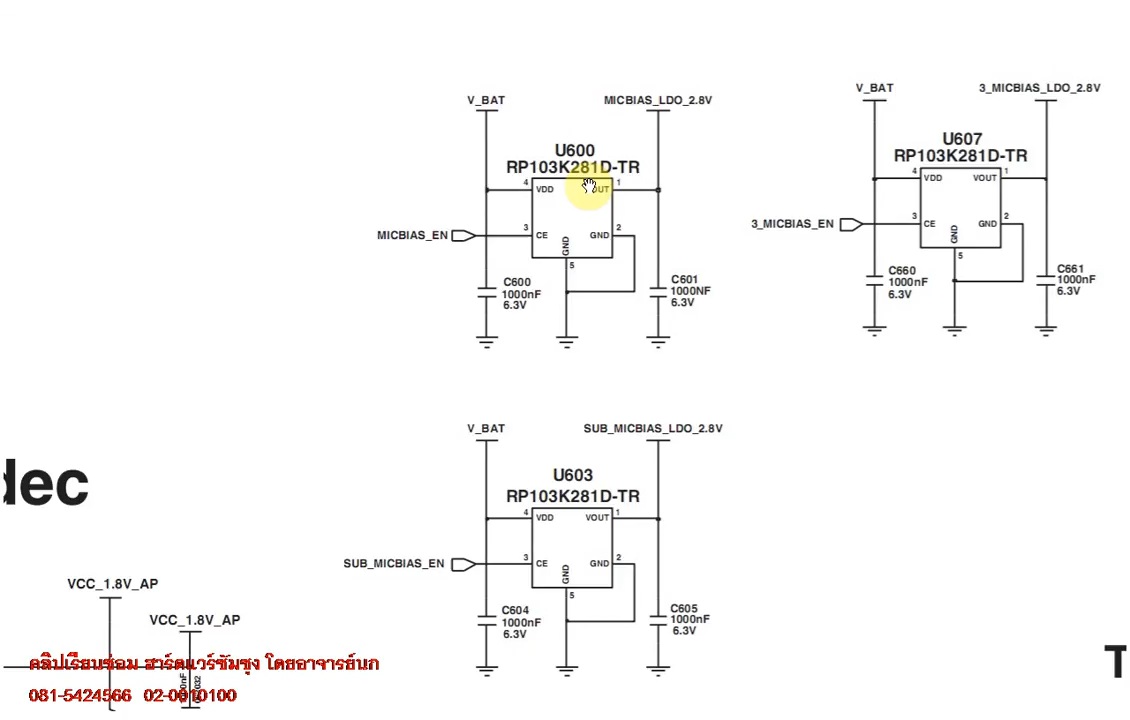 V_BAT
MICBIAS_LDO_2.8V
U600
RP103K281D-TR
4
VDD
1
MICBIAS_EN
3
CE
GND
2
GND
5
C600
1000nF
6.3V
C601
1000NF
6.3V
V_BAT
3_MICBIAS_LDO_2.8V
U607
RP103K281D-TR
4
VDD
VOUT
1
3_MICBIAS_EN
3
CE
GND
2
GND
5
C660
1000nF
6.3V
C661
1000nF
6.3V
V_BAT
SUB_MICBIAS_LDO_2.8V
U603
RP103K281D-TR
4
VDD
VOUT
1
SUB_MICBIAS_EN
3
CE
GND
2
GND
5
C604
1000nF
6.3V
C605
1000nF
6.3V
dec
VCC_1.8V_AP
VCC_1.8V_AP
T
คลิปเรียนซ่อม ฮาร์ดแวร์ซัมซุง โดยอาจารย์นก
081-5424566 02-0010100